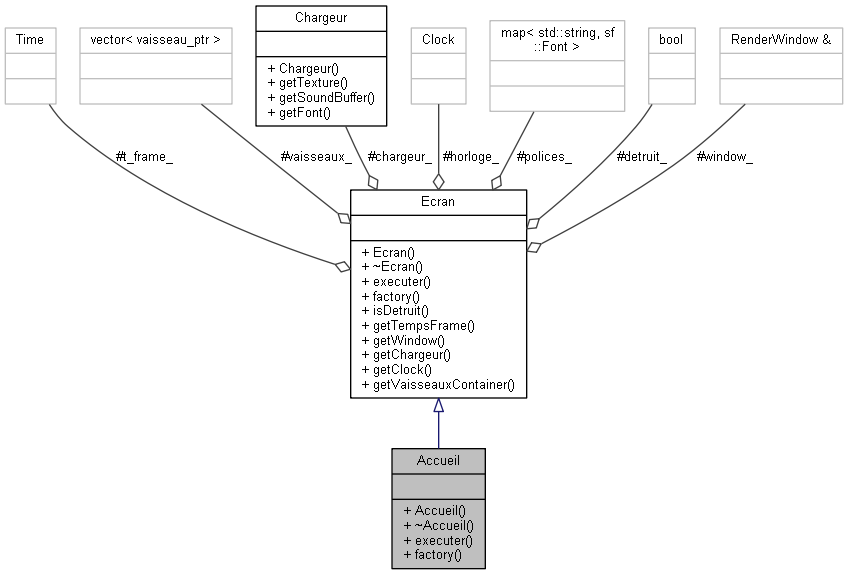 Chargeur
Time
vector< vaisseau_ptr >
Clock
map< std::string, sf
::Font >
bool
RenderWindow &
+ Chargeur()
+ getTexture()
+ getSoundBuffer()
+ getFont()
#t_frame_
#vaisseaux_
#chargeur_
#horloge_
#polices_
#detruit_
#window_
Ecran
+ Ecran()
+ ~Ecran()
+ executer()
+ factory()
+ isDetruit()
+ getTempsFrame()
+ getWindow()
+ getChargeur()
+ getClock()
+ getVaisseauxContainer()
Accueil
+ Accueil()
+ ~Accueil()
+ executer()
+ factory()